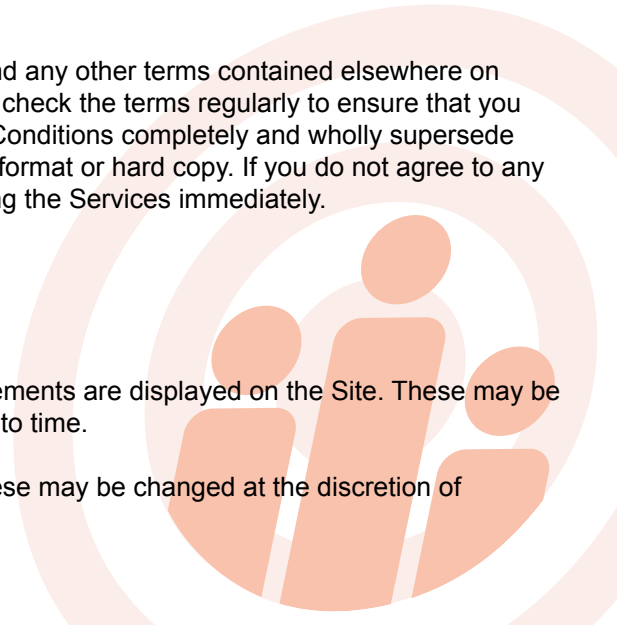 nd any other terms contained elsewhere on
check the terms regularly to ensure that you
Conditions completely and wholly supersede
format or hard copy. If you do not agree to any
ng the Services immediately.
ements are displayed on the Site. These may be
to time.
ese may be changed at the discretion of